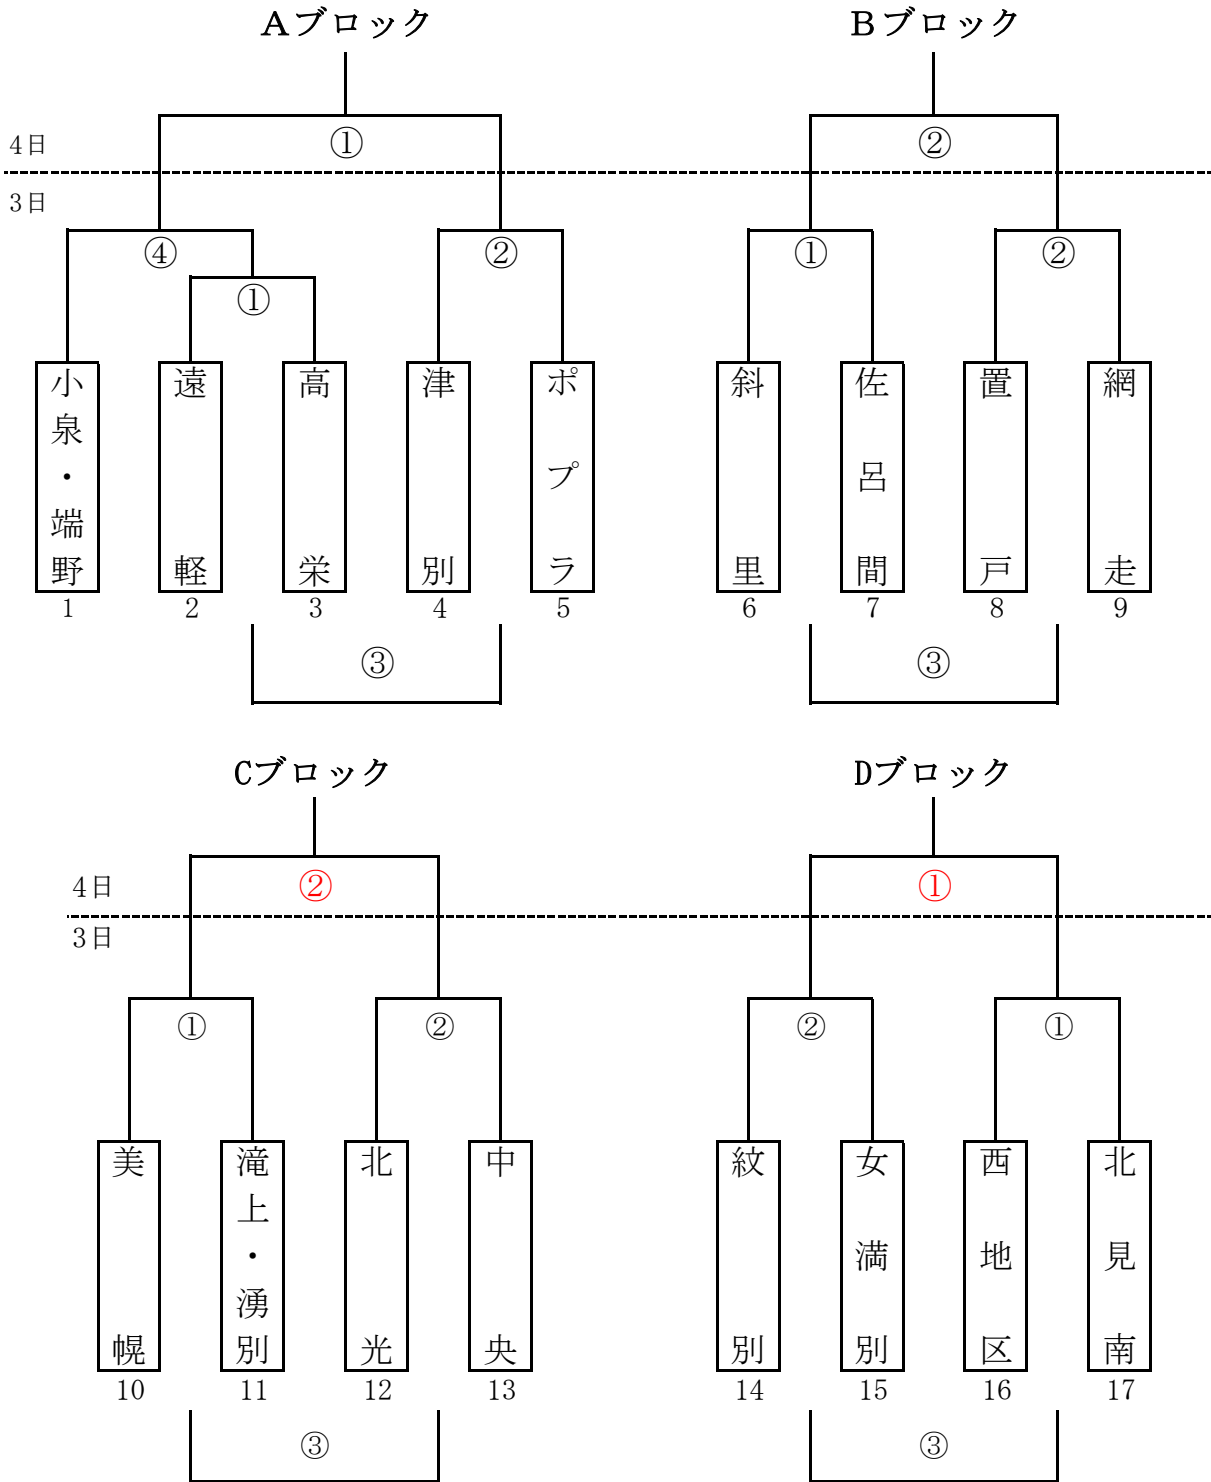 Aブロック
Bブロック
4日
①
②
3日
④
②
①
②
①
小泉・端野
遠軽
高栄
津別
ポプラ
斜里
佐呂間
置戸
網走
1
2
3
4
5
6
7
8
9
③
③
Cブロック
Dブロック
4日
②
①
3日
①
②
②
①
美幌
滝上・湧別
北光
中央
紋別
女満別
西地区
北見南
10
11
12
13
14
15
16
17
③
③